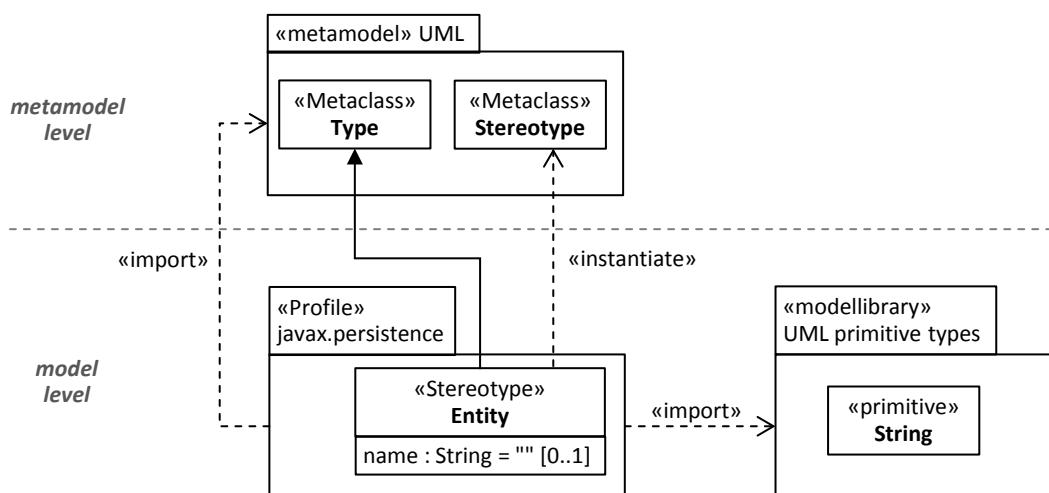 «metamodel» UML
«Metaclass»
Type
«Metaclass»
Stereotype
metamodel
level
«import»
«instantiate»
«Profile»
javax.persistence
«modellibrary»
UML primitive types
model
level
«Stereotype»
Entity
name : String = "" [0..1]
«import»
«primitive»
String